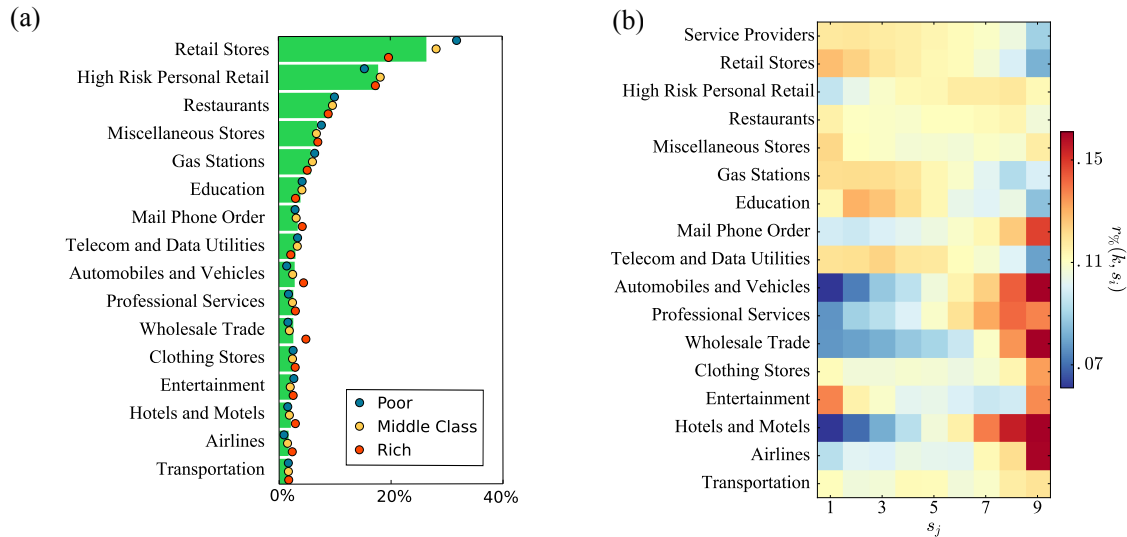 (a)
Retail Stores
High Risk Personal Retail
Restaurants
Miscellaneous Stores
Gas Stations
Education
Mail Phone Order
Telecom and Data Utilities
Automobiles and Vehicles
Professional Services
Wholesale Trade
Clothing Stores
Entertainment
Hotels and Motels
Airlines
Transportation
Poor
Middle Class
Rich
0%
20%
40%
(b)
Service Providers
Retail Stores
High Risk Personal Retail
Restaurants
Miscellaneous Stores
Gas Stations
Education
Mail Phone Order
Telecom and Data Utilities
Automobiles and Vehicles
Professional Services
Wholesale Trade
Clothing Stores
Entertainment
Hotels and Motels
Airlines
Transportation
1 3 5 7 9
s_j
.15
.11
.07
r_%(k, s_i)